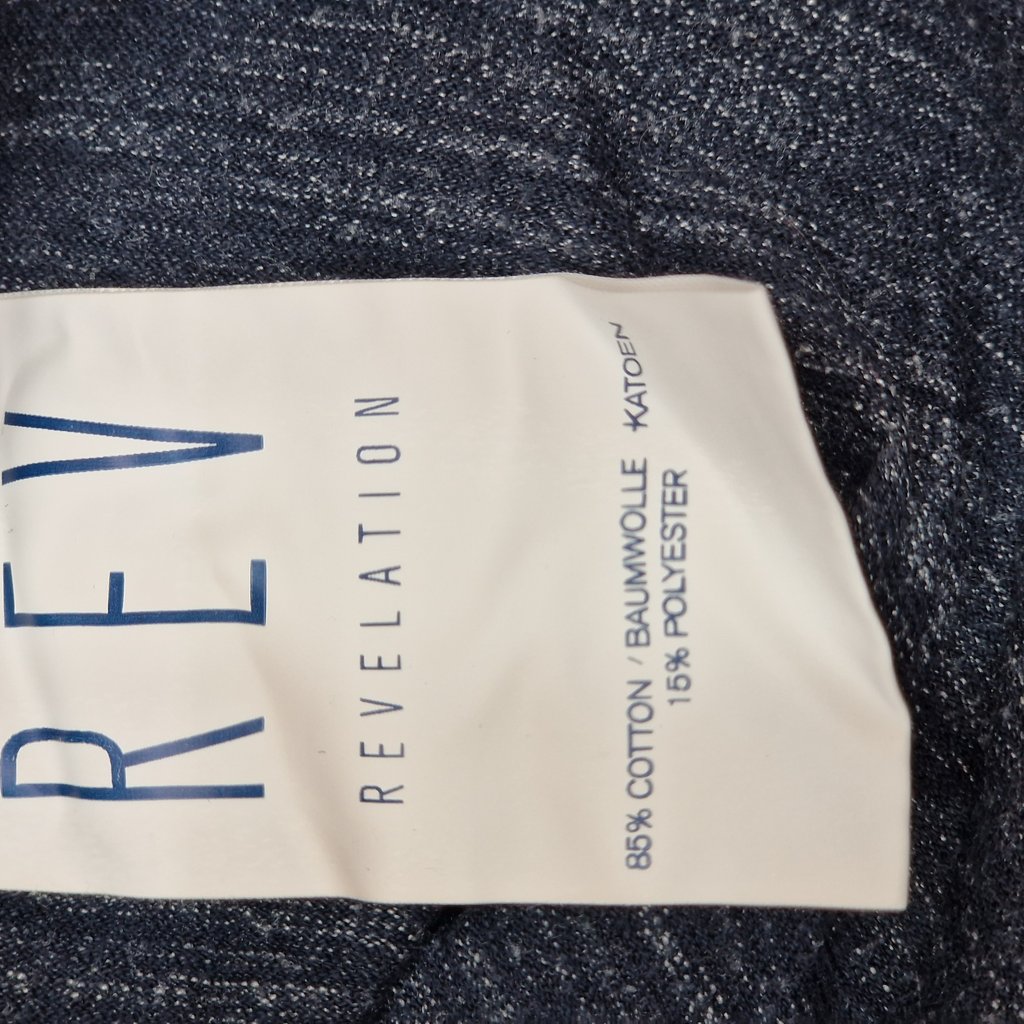 REV
REVELATION
85% COTTON / BAUMWOLLE KATOEN
15% POLYESTER